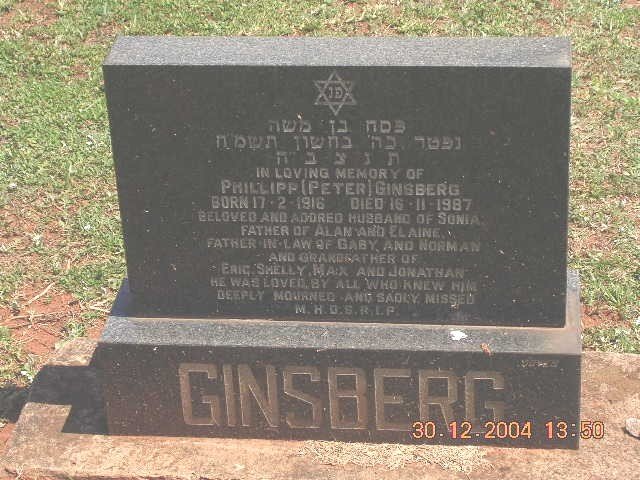 פ נ
פסח בן משה
נפטר כה' בחשון תשמ"ח
ת נ צ ב ה
IN LOVING MEMORY OF
PHILLIPP (PETER) GINSBERG
BORN 17-2-1916 DIED 16-11-1987
BELOVED AND ADORED HUSBAND OF SONIA,
FATHER OF ALAN AND ELAINE,
FATHER-IN-LAW OF GABY, AND NORMAN
AND GRANDFATHER OF
ERIC, SHELLY, MAX AND JONATHAN
HE WAS LOVED, BY ALL WHO KNEW HIM
DEEPLY MOURNED AND SADLY MISSED
M.H.D.S.R.I.P.
GINSBERG
30.12.2004 13:50